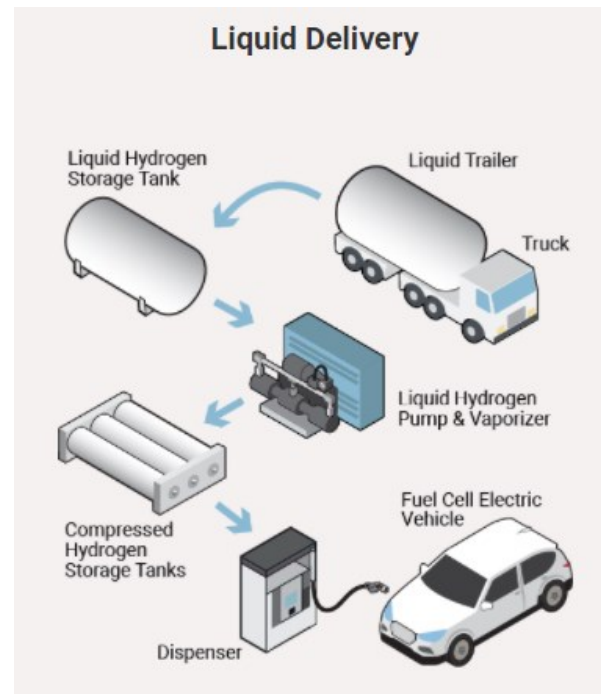 Liquid Delivery
Liquid Hydrogen
Storage Tank
Liquid Trailer
Truck
Liquid Hydrogen
Pump & Vaporizer
Compressed
Hydrogen
Storage Tanks
Fuel Cell Electric
Vehicle
Dispenser